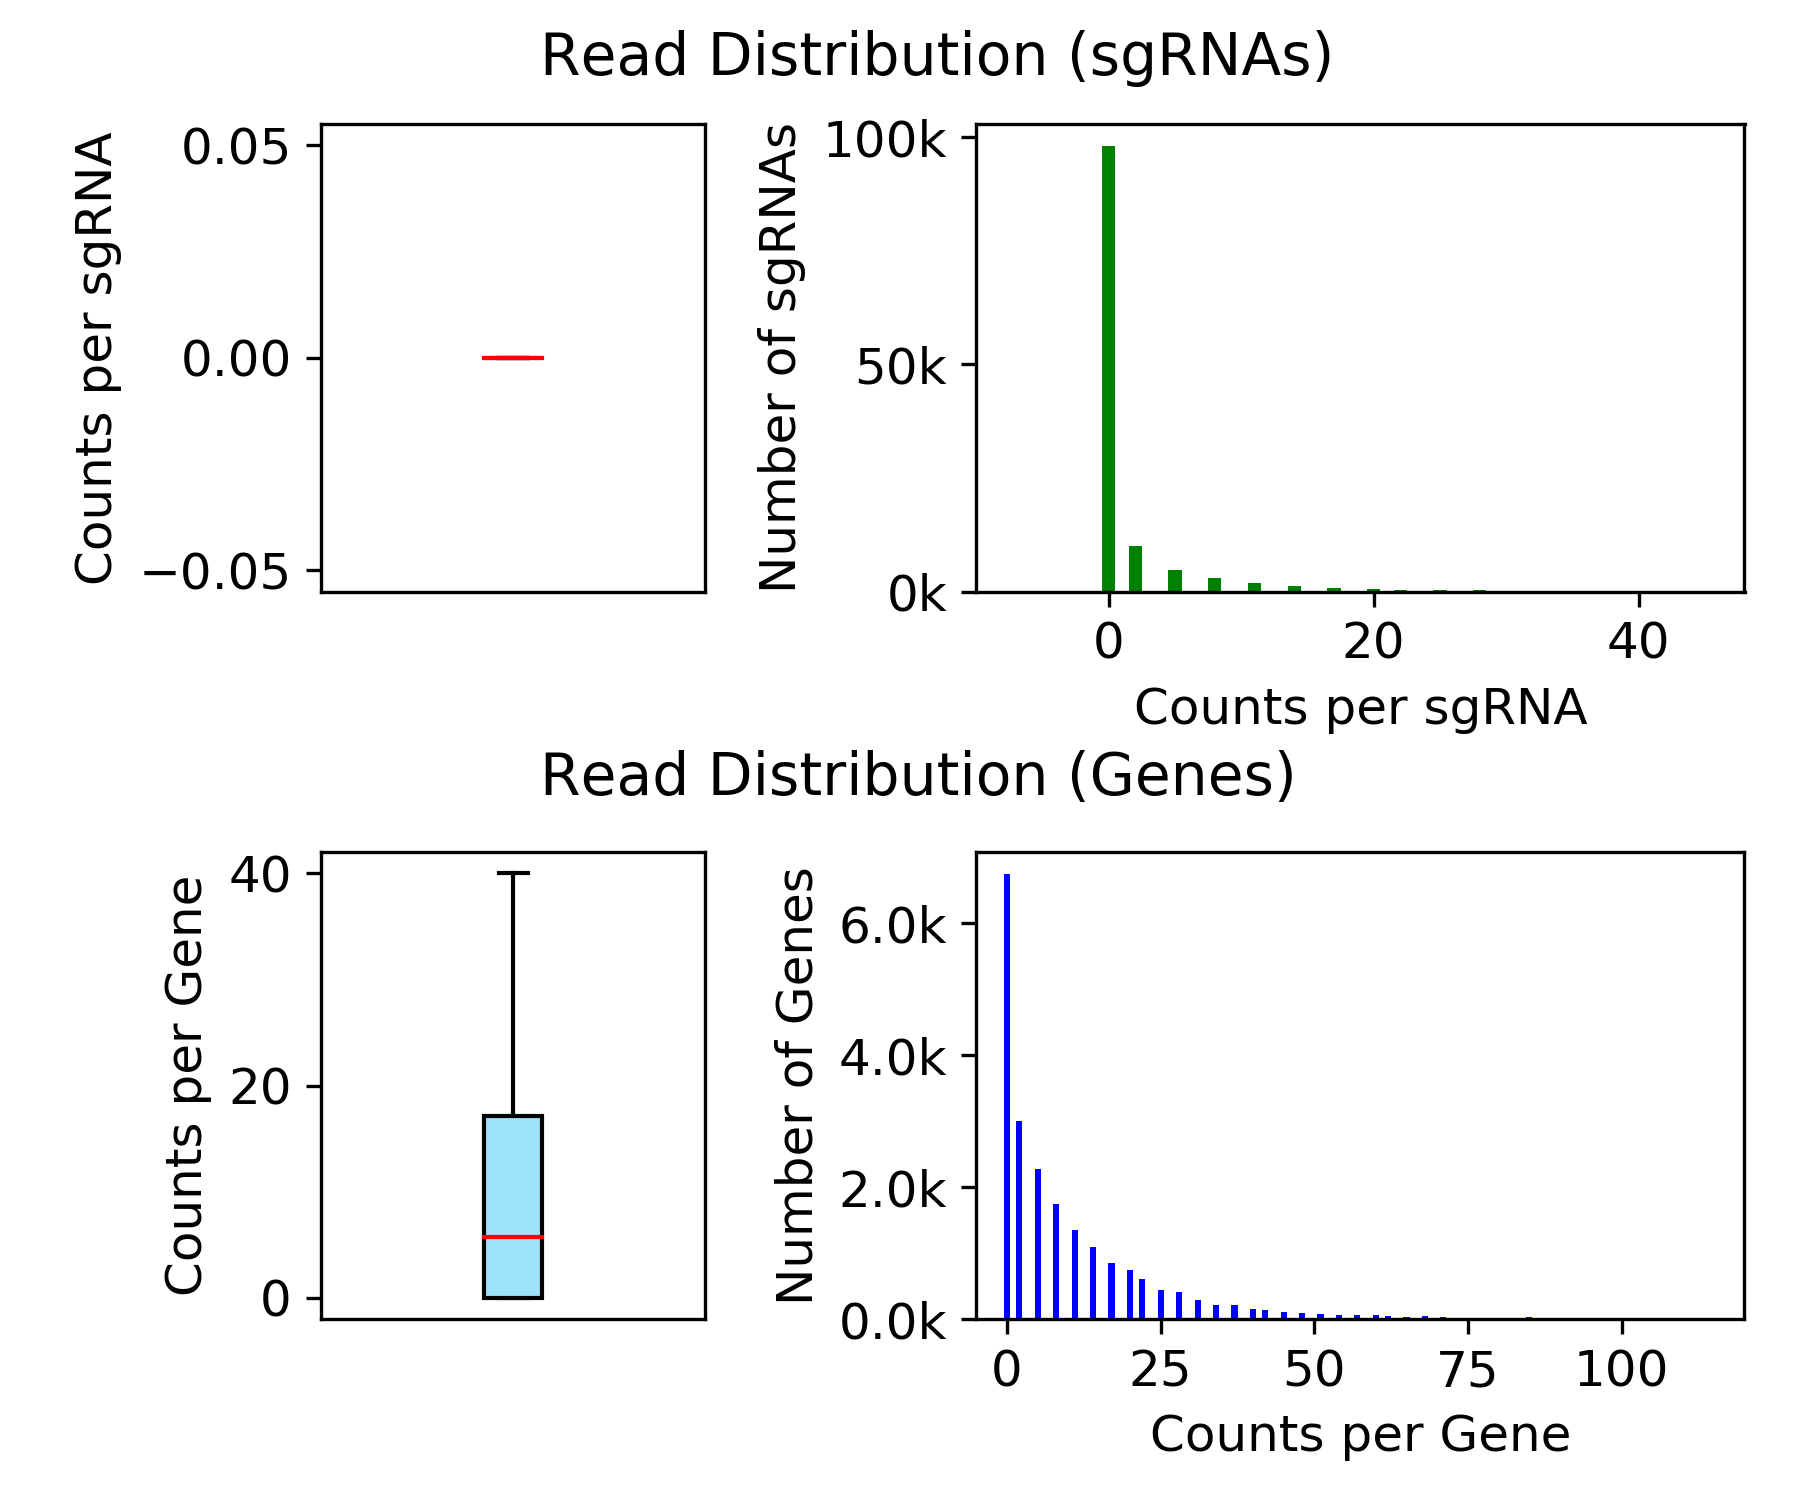 Read Distribution (sgRNAs)
Counts per sgRNA
0.05
0.00
−0.05
Number of sgRNAs
100k
50k
0k
0 20 40
Counts per sgRNA
Read Distribution (Genes)
Counts per Gene
40
20
0
Number of Genes
6.0k
4.0k
2.0k
0.0k
0 25 50 75 100
Counts per Gene